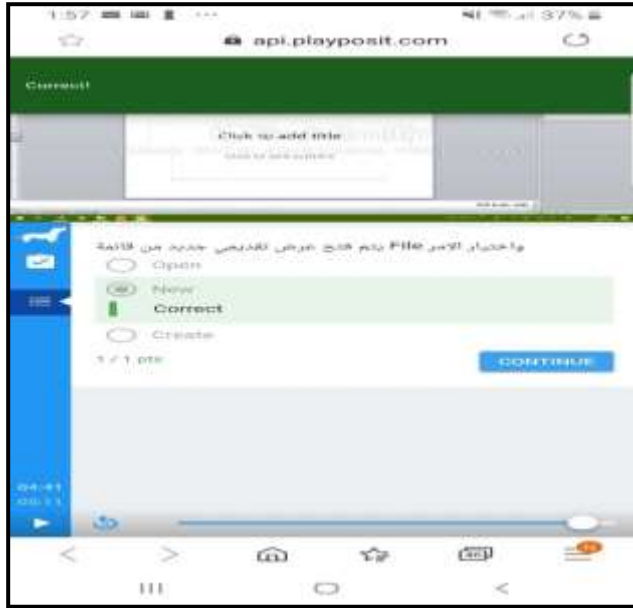 1:57 37%
api.playposit.com
Correct!
Click to add title
يتم فتح عرض تقديمي جديد من قائمة File واختيار الامر
Open
New
Correct
Create
1 / 1 pts
CONTINUE
04:41